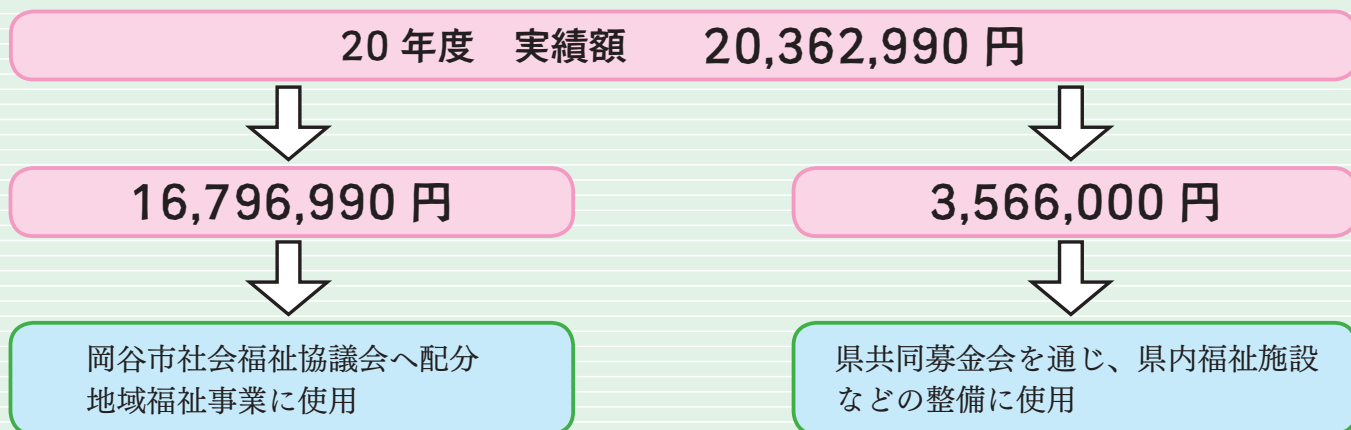 20 年度　実績額　20,362,990 円
16,796,990 円
3,566,000 円
岡谷市社会福祉協議会へ配分
地域福祉事業に使用
県共同募金会を通じ、県内福祉施設
などの整備に使用